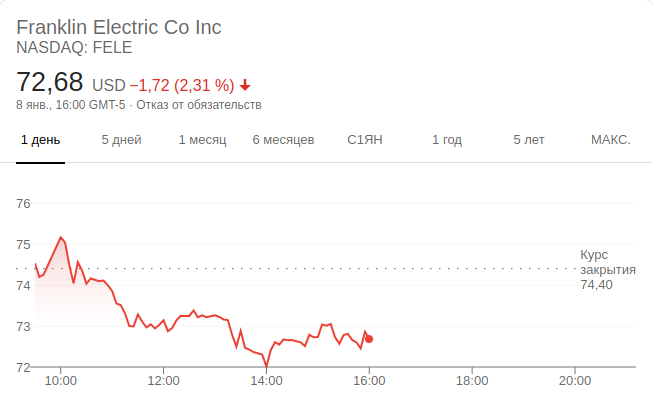 Franklin Electric Co Inc
NASDAQ: FELE
72,68 USD −1,72 (2,31 %) ↓
8 янв., 16:00 GMT-5 · Отказ от обязательств
1 день 5 дней 1 месяц 6 месяцев С1ЯН 1 год 5 лет МАКС.
76
75
Курс
закрытия
74,40
74
73
72
10:00 12:00 14:00 16:00 18:00 20:00